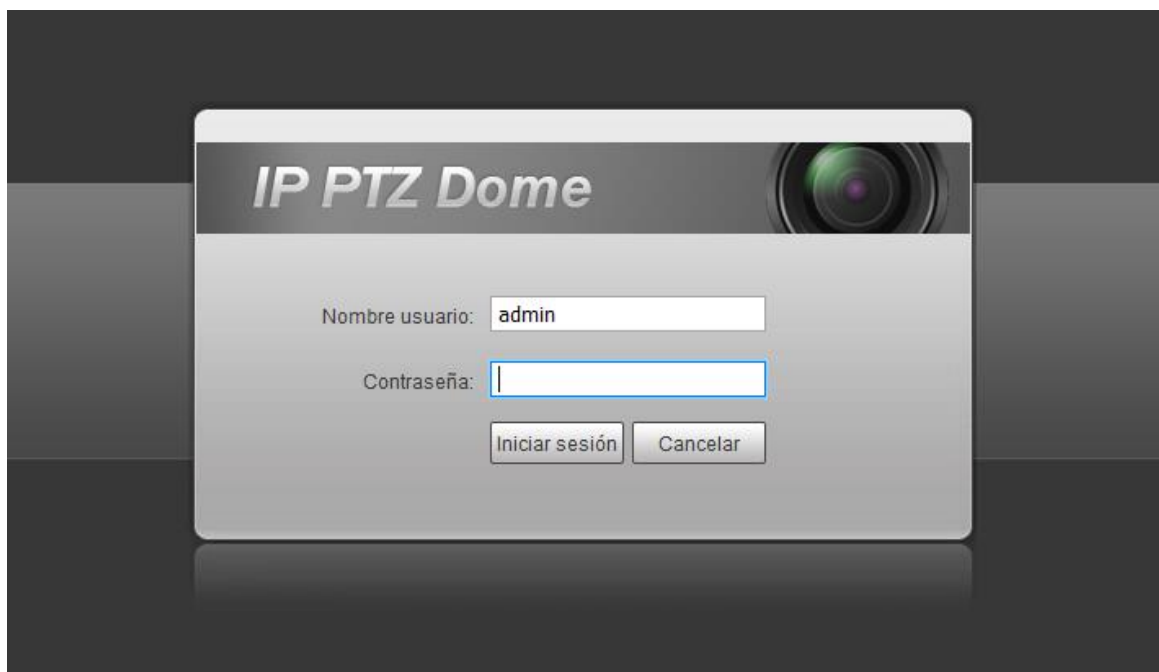 IP PTZ Dome
Nombre usuario: admin
Contraseña:
Iniciar sesión Cancelar